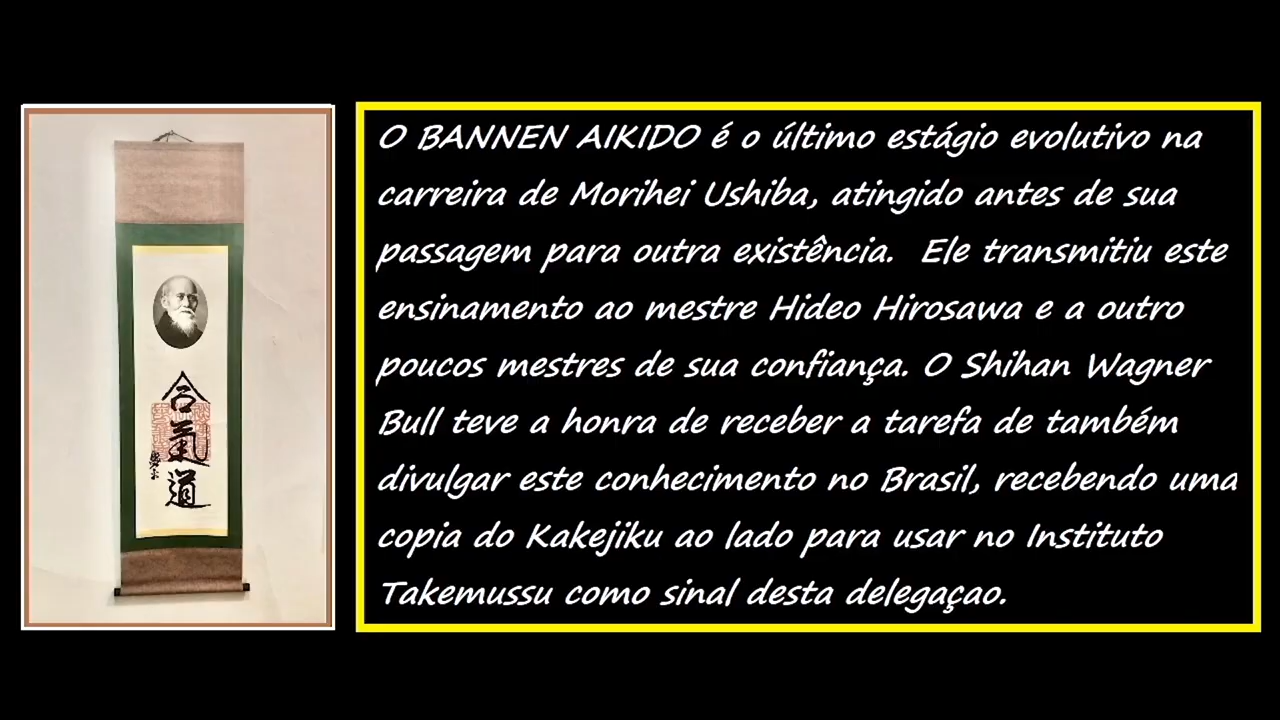 合
氣
道
O BANNEN AIKIDO é o último estágio evolutivo na
carreira de Morihei Ushiba, atingido antes de sua
passagem para outra existência. Ele transmitiu este
ensinamento ao mestre Hideo Hirosawa e a outro
poucos mestres de sua confiança. O Shihan Wagner
Bull teve a honra de receber a tarefa de também
divulgar este conhecimento no Brasil, recebendo uma
copia do Kakejiku ao lado para usar no Instituto
Takemussu como sinal desta delegaçao.